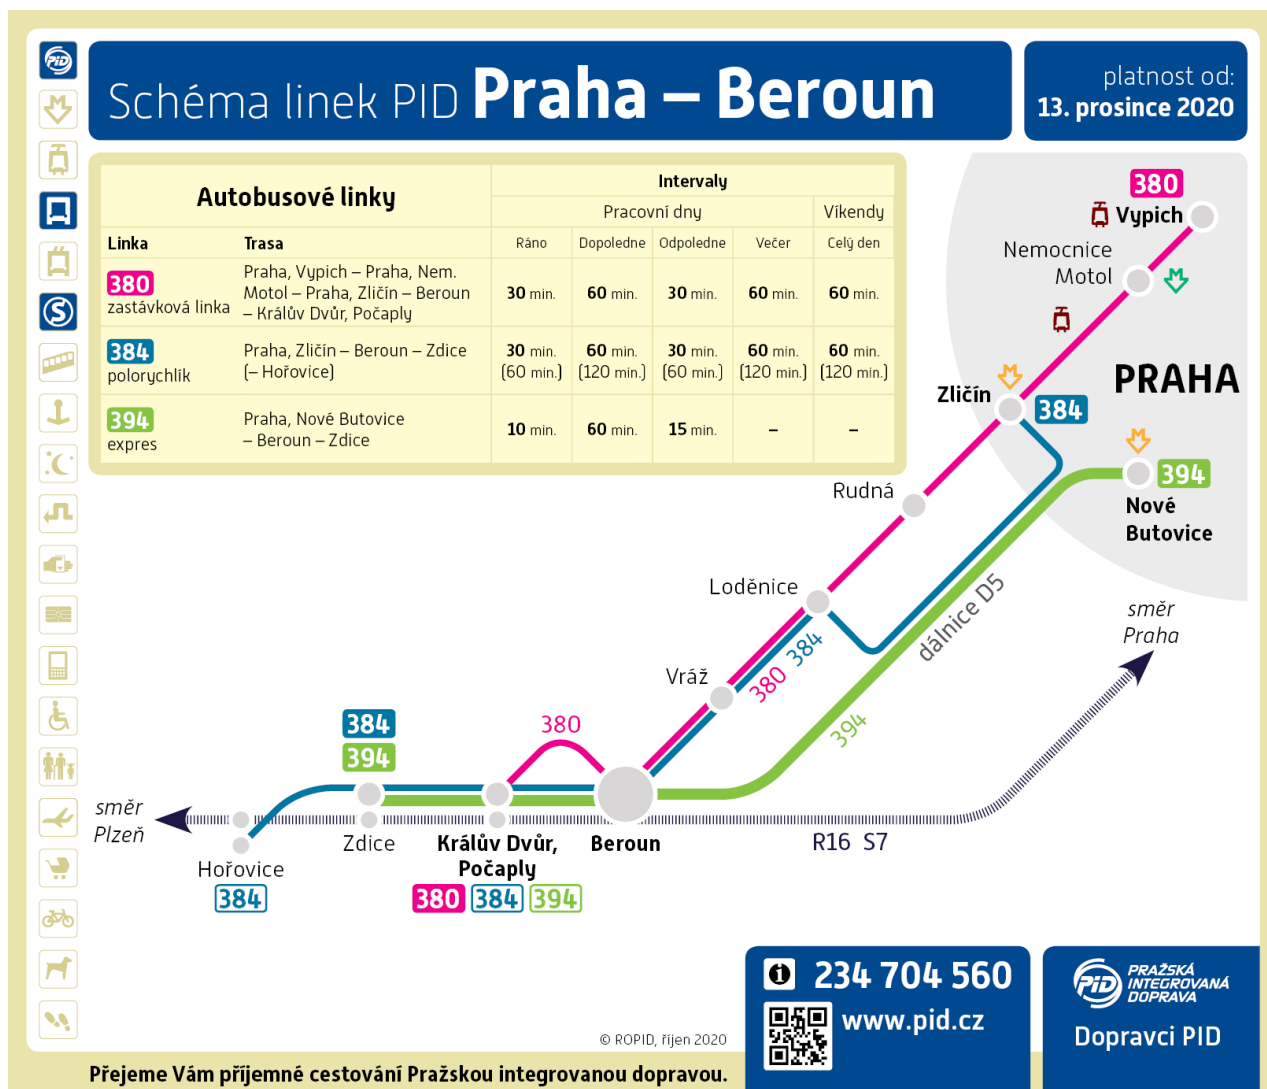 PiD
Schéma linek PID Praha – Beroun
platnost od:
13. prosince 2020
Autobusové linky
Intervaly
Pracovní dny
Víkendy
Linka
Trasa
Ráno
Dopoledne
Odpoledne
Večer
Celý den
380
zastávková linka
Praha, Vypich – Praha, Nem.
Motol – Praha, Zličín – Beroun
– Králův Dvůr, Počaply
30 min.
60 min.
30 min.
60 min.
60 min.
384
polorychlík
Praha, Zličín – Beroun – Zdice
(– Hořovice)
30 min.
(60 min.)
60 min.
(120 min.)
30 min.
(60 min.)
60 min.
(120 min.)
60 min.
(120 min.)
394
expres
Praha, Nové Butovice
– Beroun – Zdice
10 min.
60 min.
15 min.
–
–
S
380
Vypich
Nemocnice
Motol
PRAHA
Zličín
384
394
Nové
Butovice
Rudná
Loděnice
dálnice D5
směr
Praha
384
380
Vráž
394
380
384
394
směr
Plzeň
Zdice
Králův Dvůr,
Počaply
Beroun
R16 S7
Hořovice
384
380 384 394
234 704 560
www.pid.cz
PiD
PRAŽSKÁ
INTEGROVANÁ
DOPRAVA
Dopravci PID
© ROPID, říjen 2020
Přejeme Vám příjemné cestování Pražskou integrovanou dopravou.